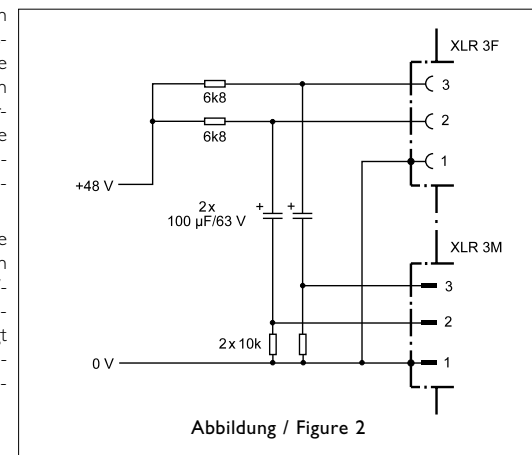 XLR 3F
3
6k8
2
6k8
1
+48 V
2x
+ +
100 µF/63 V
XLR 3M
3
2
2 x 10k
1
0 V
Abbildung / Figure 2